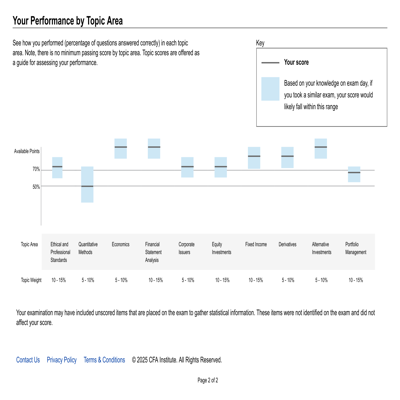 Your Performance by Topic Area
See how you performed (percentage of questions answered correctly) in each topic
area. Note, there is no minimum passing score by topic area. Topic scores are offered as
a guide for assessing your performance.
Key
Your score
Based on your knowledge on exam day, if
you took a similar exam, your score would
likely fall within this range
Available Points
70%
50%
Topic Area
Ethical and Professional Standards
Quantitative Methods
Economics
Financial Statement Analysis
Corporate Issuers
Equity Investments
Fixed Income
Derivatives
Alternative Investments
Portfolio Management
Topic Weight
10 - 15%
5 - 10%
5 - 10%
10 - 15%
5 - 10%
10 - 15%
10 - 15%
5 - 10%
5 - 10%
10 - 15%
Your examination may have included unscored items that are placed on the exam to gather statistical information. These items were not identified on the exam and did not
affect your score.
Contact Us Privacy Policy Terms & Conditions © 2025 CFA Institute. All Rights Reserved.
Page 2 of 2